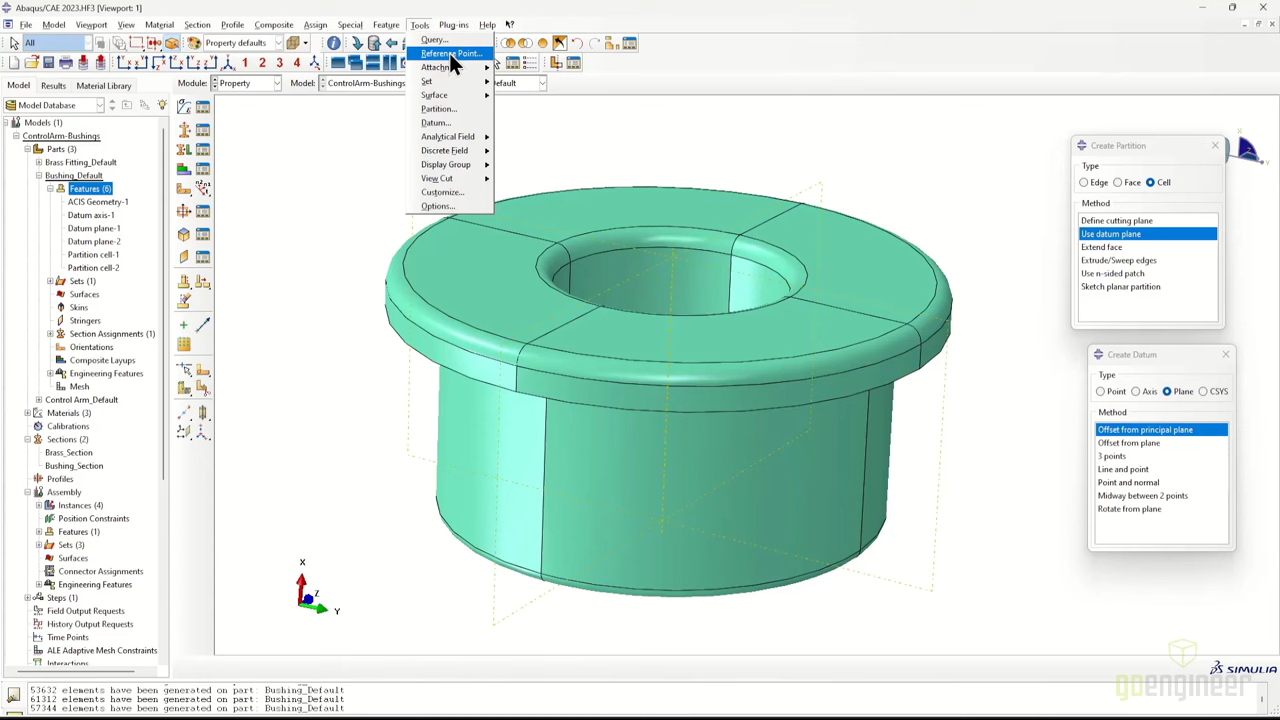 Abaqus/CAE 2023.HF3 [Viewport: 1]
File Model Viewport View Material Section Profile Composite Assign Special Feature Tools Plug-ins Help
All Property defaults
1 2 3 4
Module: Property Model: ControlArm-Bushings
Model Results Material Library
Model Database
Models (1)
ControlArm-Bushings
Parts (3)
Brass Fitting_Default
Bushing_Default
Features (6)
ACIS Geometry-1
Datum axis-1
Datum plane-1
Datum plane-2
Partition cell-1
Partition cell-2
Sets (1)
Surfaces
Skins
Stringers
Section Assignments (1)
Orientations
Composite Layups
Engineering Features
Mesh
Control Arm_Default
Materials (3)
Calibrations
Sections (2)
Brass_Section
Bushing_Section
Profiles
Assembly
Instances (4)
Position Constraints
Features (1)
Sets (3)
Surfaces
Connector Assignments
Engineering Features
Steps (1)
Field Output Requests
History Output Requests
Time Points
ALE Adaptive Mesh Constraints
Interactions
Query...
Reference Point...
Set
Surface
Partition...
Datum...
Analytical Field
Discrete Field
Display Group
View Cut
Customize...
Options...
Create Partition
Type
Edge Face Cell
Method
Define cutting plane
Use datum plane
Extend face
Extrude/Sweep edges
Use n-sided patch
Sketch planar partition
Create Datum
Type
Point Axis Plane CSYS
Method
Offset from principal plane
Offset from plane
3 points
Line and point
Point and normal
Midway between 2 points
Rotate from plane
X
Y
X
Z
Y
SIMULIA
goengineer
53632 elements have been generated on part: Bushing_Default
61312 elements have been generated on part: Bushing_Default
57344 elements have been generated on part: Bushing_Default